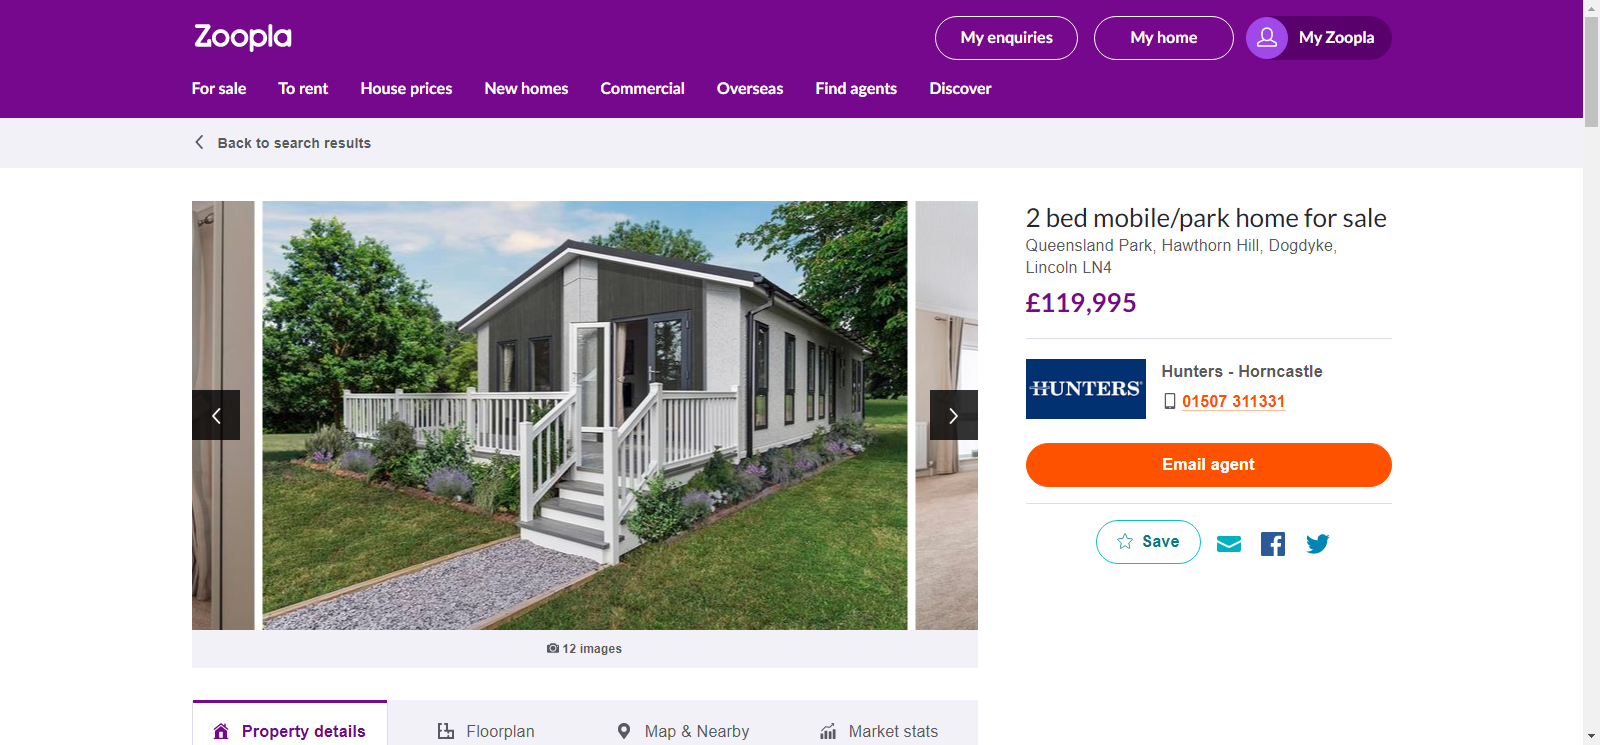 Zoopla
My enquiries
My home
My Zoopla
For sale
To rent
House prices
New homes
Commercial
Overseas
Find agents
Discover
Back to search results
2 bed mobile/park home for sale
Queensland Park, Hawthorn Hill, Dogdyke,
Lincoln LN4
£119,995
HUNTERS
Hunters - Horncastle
01507 311331
Email agent
Save
12 images
Property details
Floorplan
Map & Nearby
Market stats